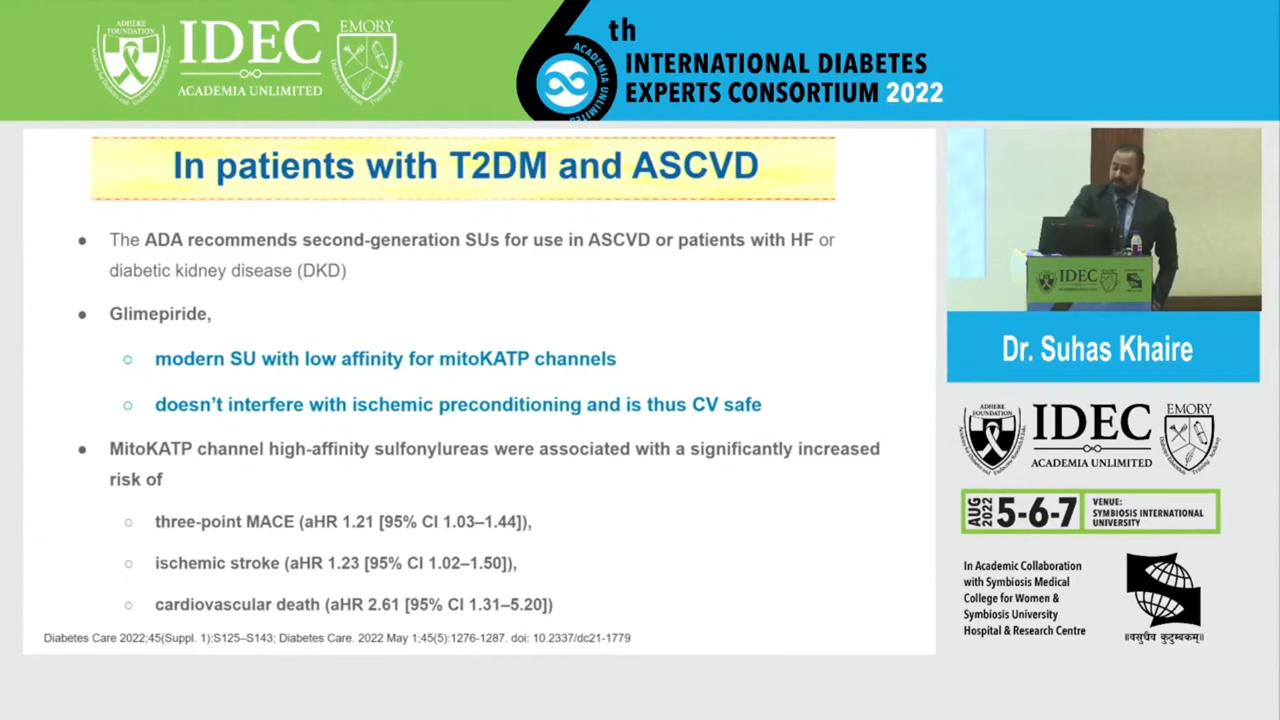 ADHERE
FOUNDATION
IDEC
ACADEMIA UNLIMITED
EMORY
6th
ACADEMIA UNLIMITED
INTERNATIONAL DIABETES
EXPERTS CONSORTIUM 2022
In patients with T2DM and ASCVD
● The ADA recommends second-generation SUs for use in ASCVD or patients with HF or
diabetic kidney disease (DKD)
● Glimepiride,
○ modern SU with low affinity for mitoKATP channels
○ doesn't interfere with ischemic preconditioning and is thus CV safe
● MitoKATP channel high-affinity sulfonylureas were associated with a significantly increased
risk of
○ three-point MACE (aHR 1.21 [95% CI 1.03–1.44]),
○ ischemic stroke (aHR 1.23 [95% CI 1.02–1.50]),
○ cardiovascular death (aHR 2.61 [95% CI 1.31–5.20])
Diabetes Care 2022;45(Suppl. 1):S125–S143; Diabetes Care. 2022 May 1;45(5):1276-1287. doi: 10.2337/dc21-1779
IDEC
Dr. Suhas Khaire
ADHERE
FOUNDATION
IDEC
ACADEMIA UNLIMITED
EMORY
AUG 2022 5-6-7
VENUE:
SYMBIOSIS INTERNATIONAL
UNIVERSITY
In Academic Collaboration
with Symbiosis Medical
College for Women &
Symbiosis University
Hospital & Research Centre
॥वसुधैव कुटुम्बकम्॥